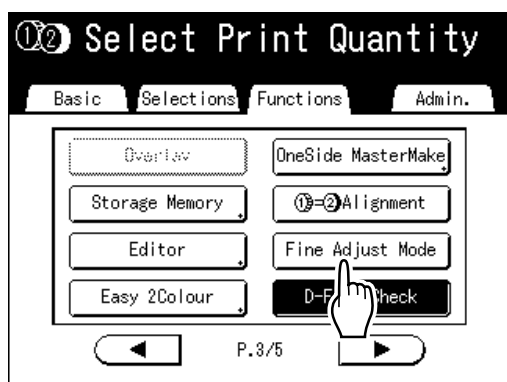 ①② Select Print Quantity
Basic Selections Functions Admin.
Overlay OneSide MasterMake
Storage Memory ①=②Alignment
Editor Fine Adjust Mode
Easy 2Colour D-F Check
P.3/5